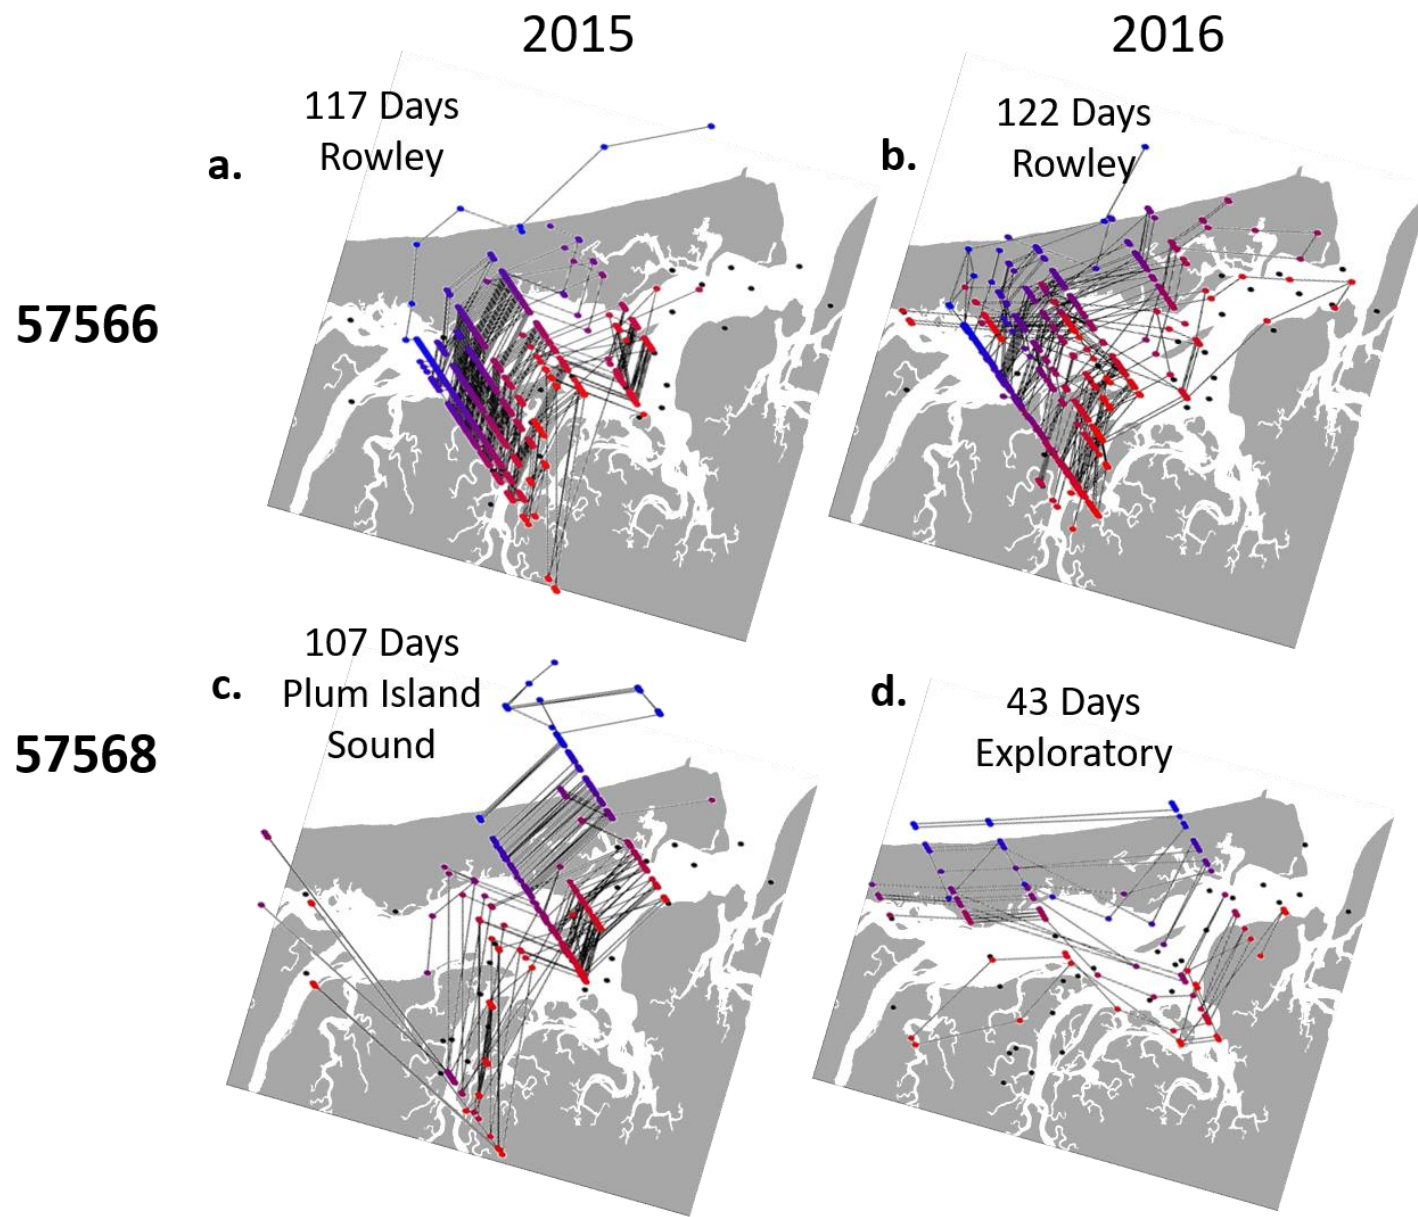 2015
2016
117 Days
Rowley
a.
122 Days
Rowley
b.
57566
107 Days
Plum Island
Sound
c.
43 Days
Exploratory
d.
57568